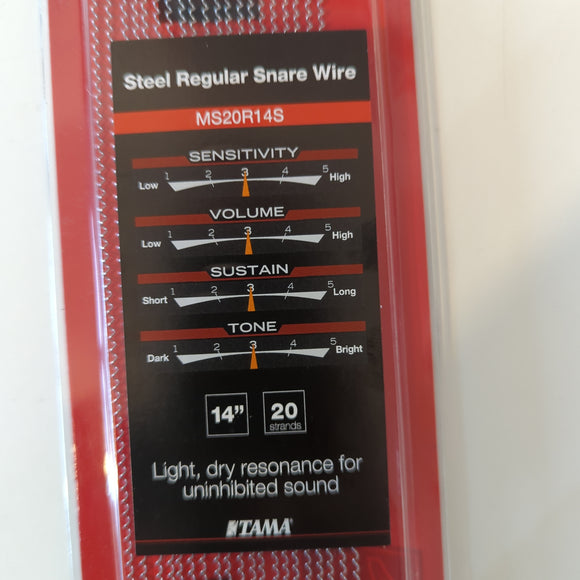 Steel Regular Snare Wire
MS20R14S
SENSITIVITY
Low 1 2 3 4 5 High
VOLUME
Low 1 2 3 4 5 High
SUSTAIN
Short 1 2 3 4 5 Long
TONE
Dark 1 2 3 4 5 Bright
14” 20
strands
Light, dry resonance for
uninhibited sound
TAMA